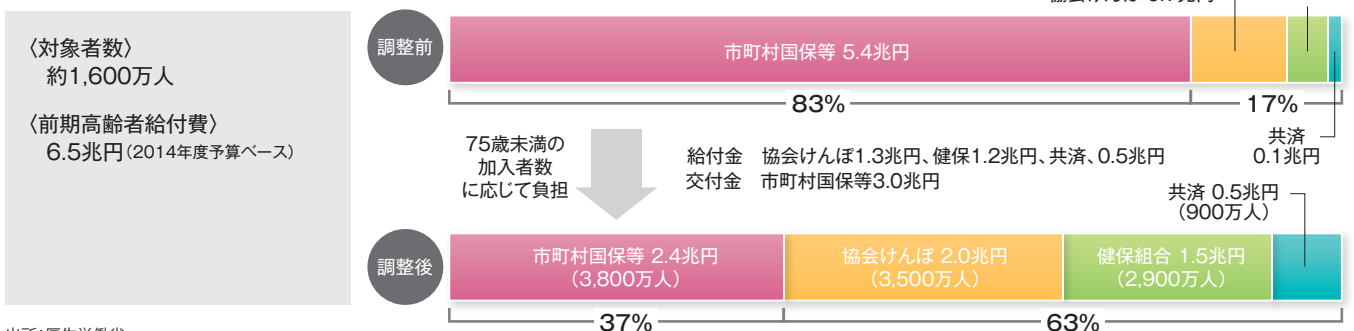 〈対象者数〉
約1,600万人
〈前期高齢者給付費〉
6.5兆円(2014年度予算ベース)
調整前
市町村国保等 5.4兆円
83%
17%
共済
0.1兆円
75歳未満の
加入者数
に応じて負担
給付金 協会けんぽ1.3兆円、健保1.2兆円、共済、0.5兆円
交付金 市町村国保等3.0兆円
共済 0.5兆円
(900万人)
調整後
市町村国保等 2.4兆円
(3,800万人)
協会けんぽ 2.0兆円
(3,500万人)
健保組合 1.5兆円
(2,900万人)
37%
63%